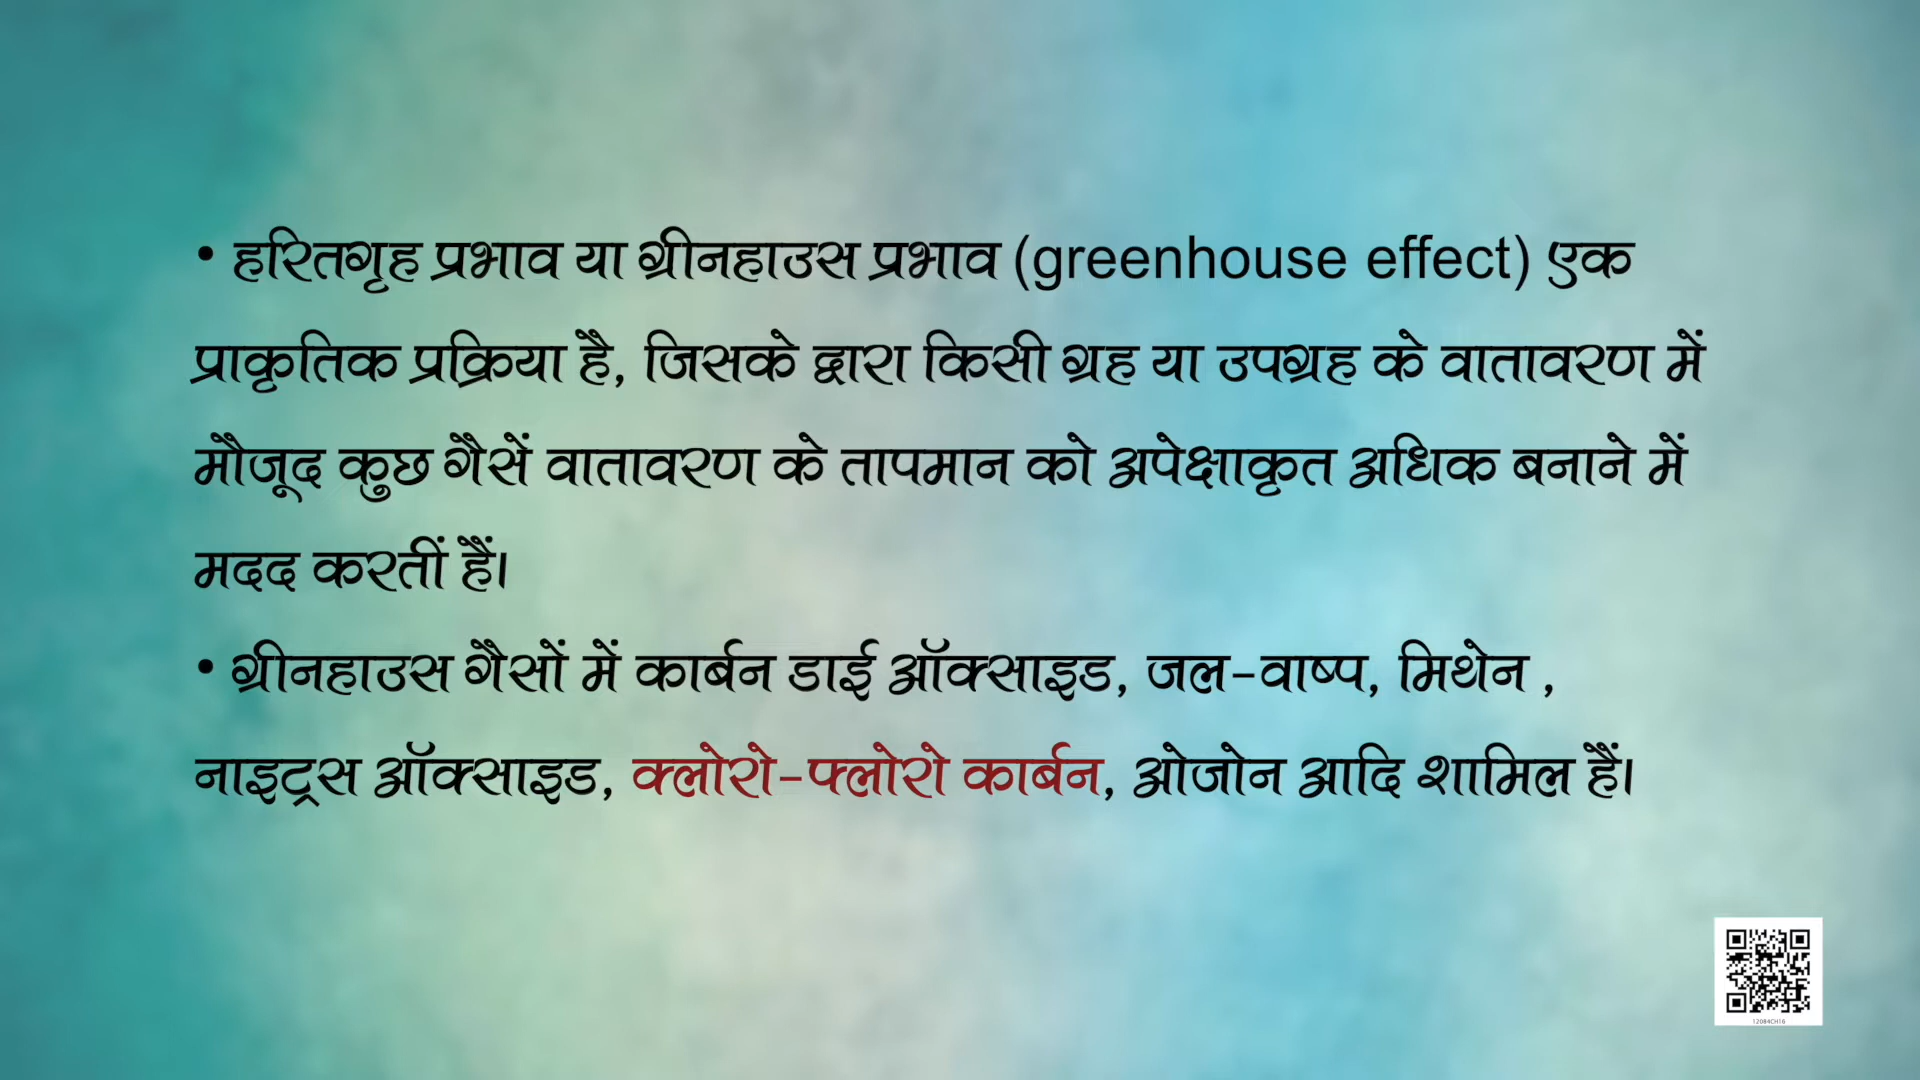 • हरितगृह प्रभाव या ग्रीनहाउस प्रभाव (greenhouse effect) एक
प्राकृतिक प्रक्रिया है, जिसके द्वारा किसी ग्रह या उपग्रह के वातावरण में
मौजूद कुछ गैसें वातावरण के तापमान को अपेक्षाकृत अधिक बनाने में
मदद करतीं हैं।
• ग्रीनहाउस गैसों में कार्बन डाई ऑक्साइड, जल-वाष्प, मिथेन ,
नाइट्रस ऑक्साइड, क्लोरो-फ्लोरो कार्बन, ओजोन आदि शामिल हैं।
12084CH16